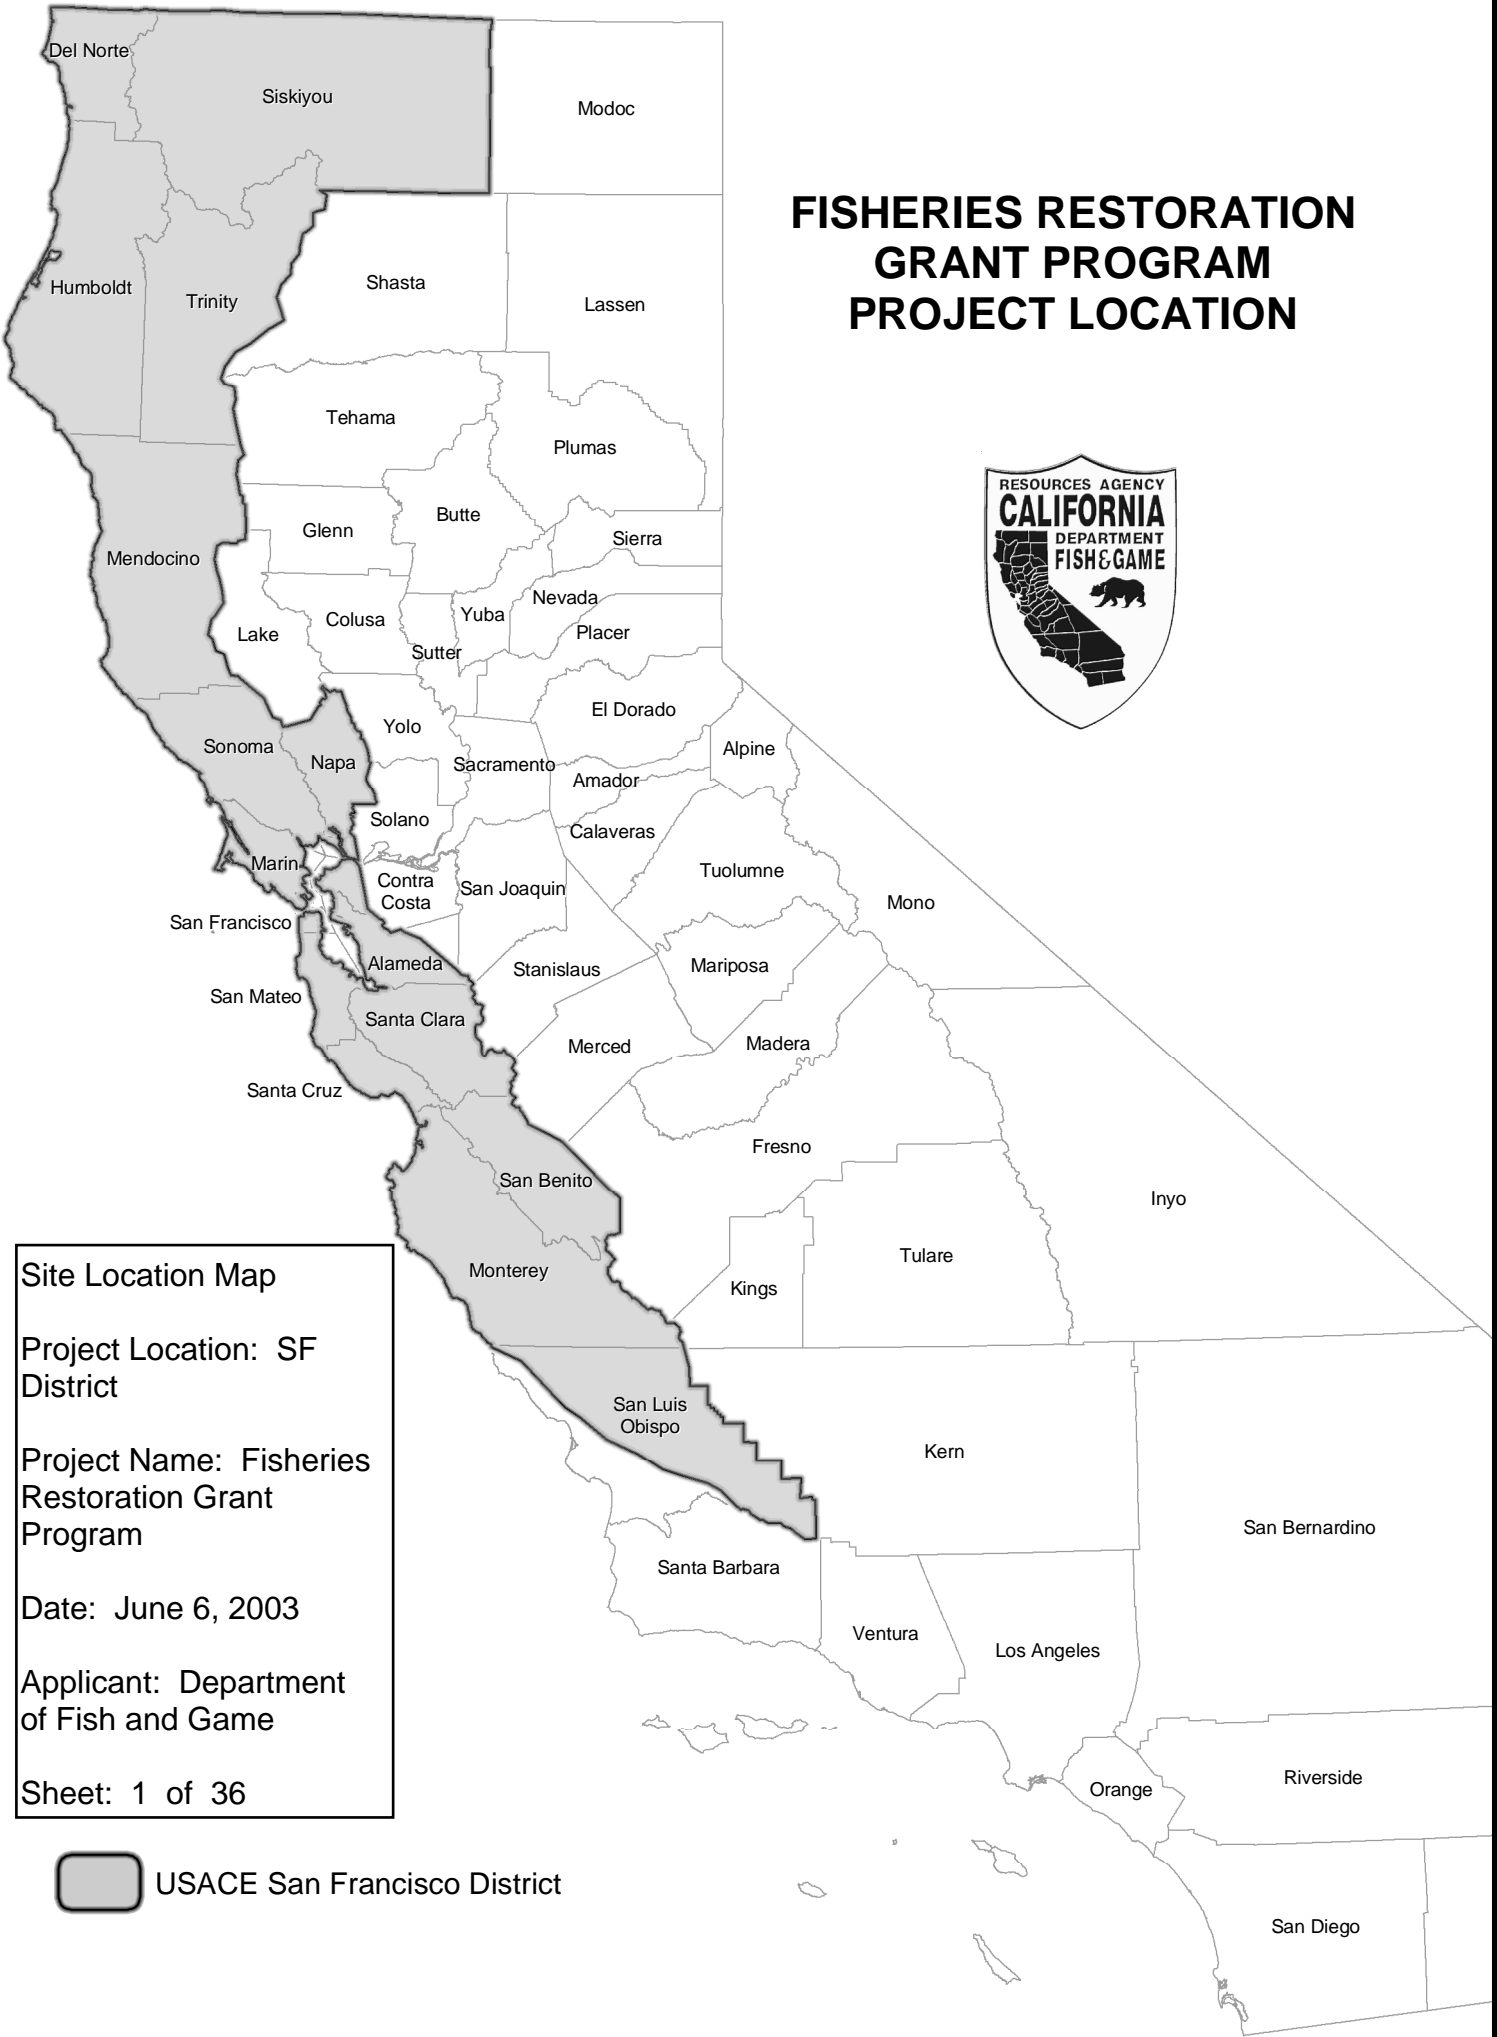 Del Norte
Siskiyou
Modoc
FISHERIES RESTORATION
GRANT PROGRAM
PROJECT LOCATION
Humboldt
Trinity
Shasta
Lassen
Tehama
Plumas
RESOURCES AGENCY
CALIFORNIA
DEPARTMENT
FISH&GAME
Mendocino
Glenn
Butte
Sierra
Lake
Colusa
Sutter
Yuba
Nevada
Placer
Sonoma
Napa
Yolo
El Dorado
Sacramento
Amador
Alpine
Solano
Calaveras
Marin
Contra
Costa
San Joaquin
Tuolumne
Mono
San Francisco
Alameda
Stanislaus
Mariposa
San Mateo
Santa Clara
Merced
Madera
Santa Cruz
Fresno
San Benito
Inyo
Monterey
Kings
Tulare
Site Location Map
Project Location: SF
District
Project Name: Fisheries
Restoration Grant
Program
Date: June 6, 2003
Applicant: Department
of Fish and Game
Sheet: 1 of 36
San Luis
Obispo
Kern
San Bernardino
Santa Barbara
Ventura
Los Angeles
Orange
Riverside
San Diego
USACE San Francisco District